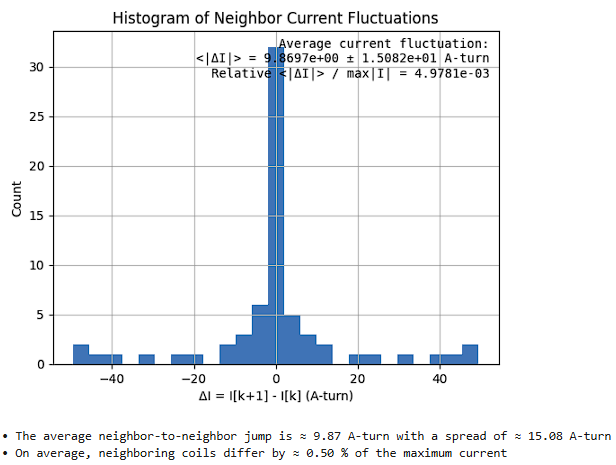 Histogram of Neighbor Current Fluctuations
Average current fluctuation:
<|ΔI|> = 9.8697e+00 ± 1.5082e+01 A-turn
Relative <|ΔI|> / max|I| = 4.9781e-03
30
25
20
15
10
5
0
Count
−40
−20
0
20
40
ΔI = I[k+1] - I[k] (A-turn)
• The average neighbor-to-neighbor jump is ≈ 9.87 A-turn with a spread of ≈ 15.08 A-turn
• On average, neighboring coils differ by ≈ 0.50 % of the maximum current